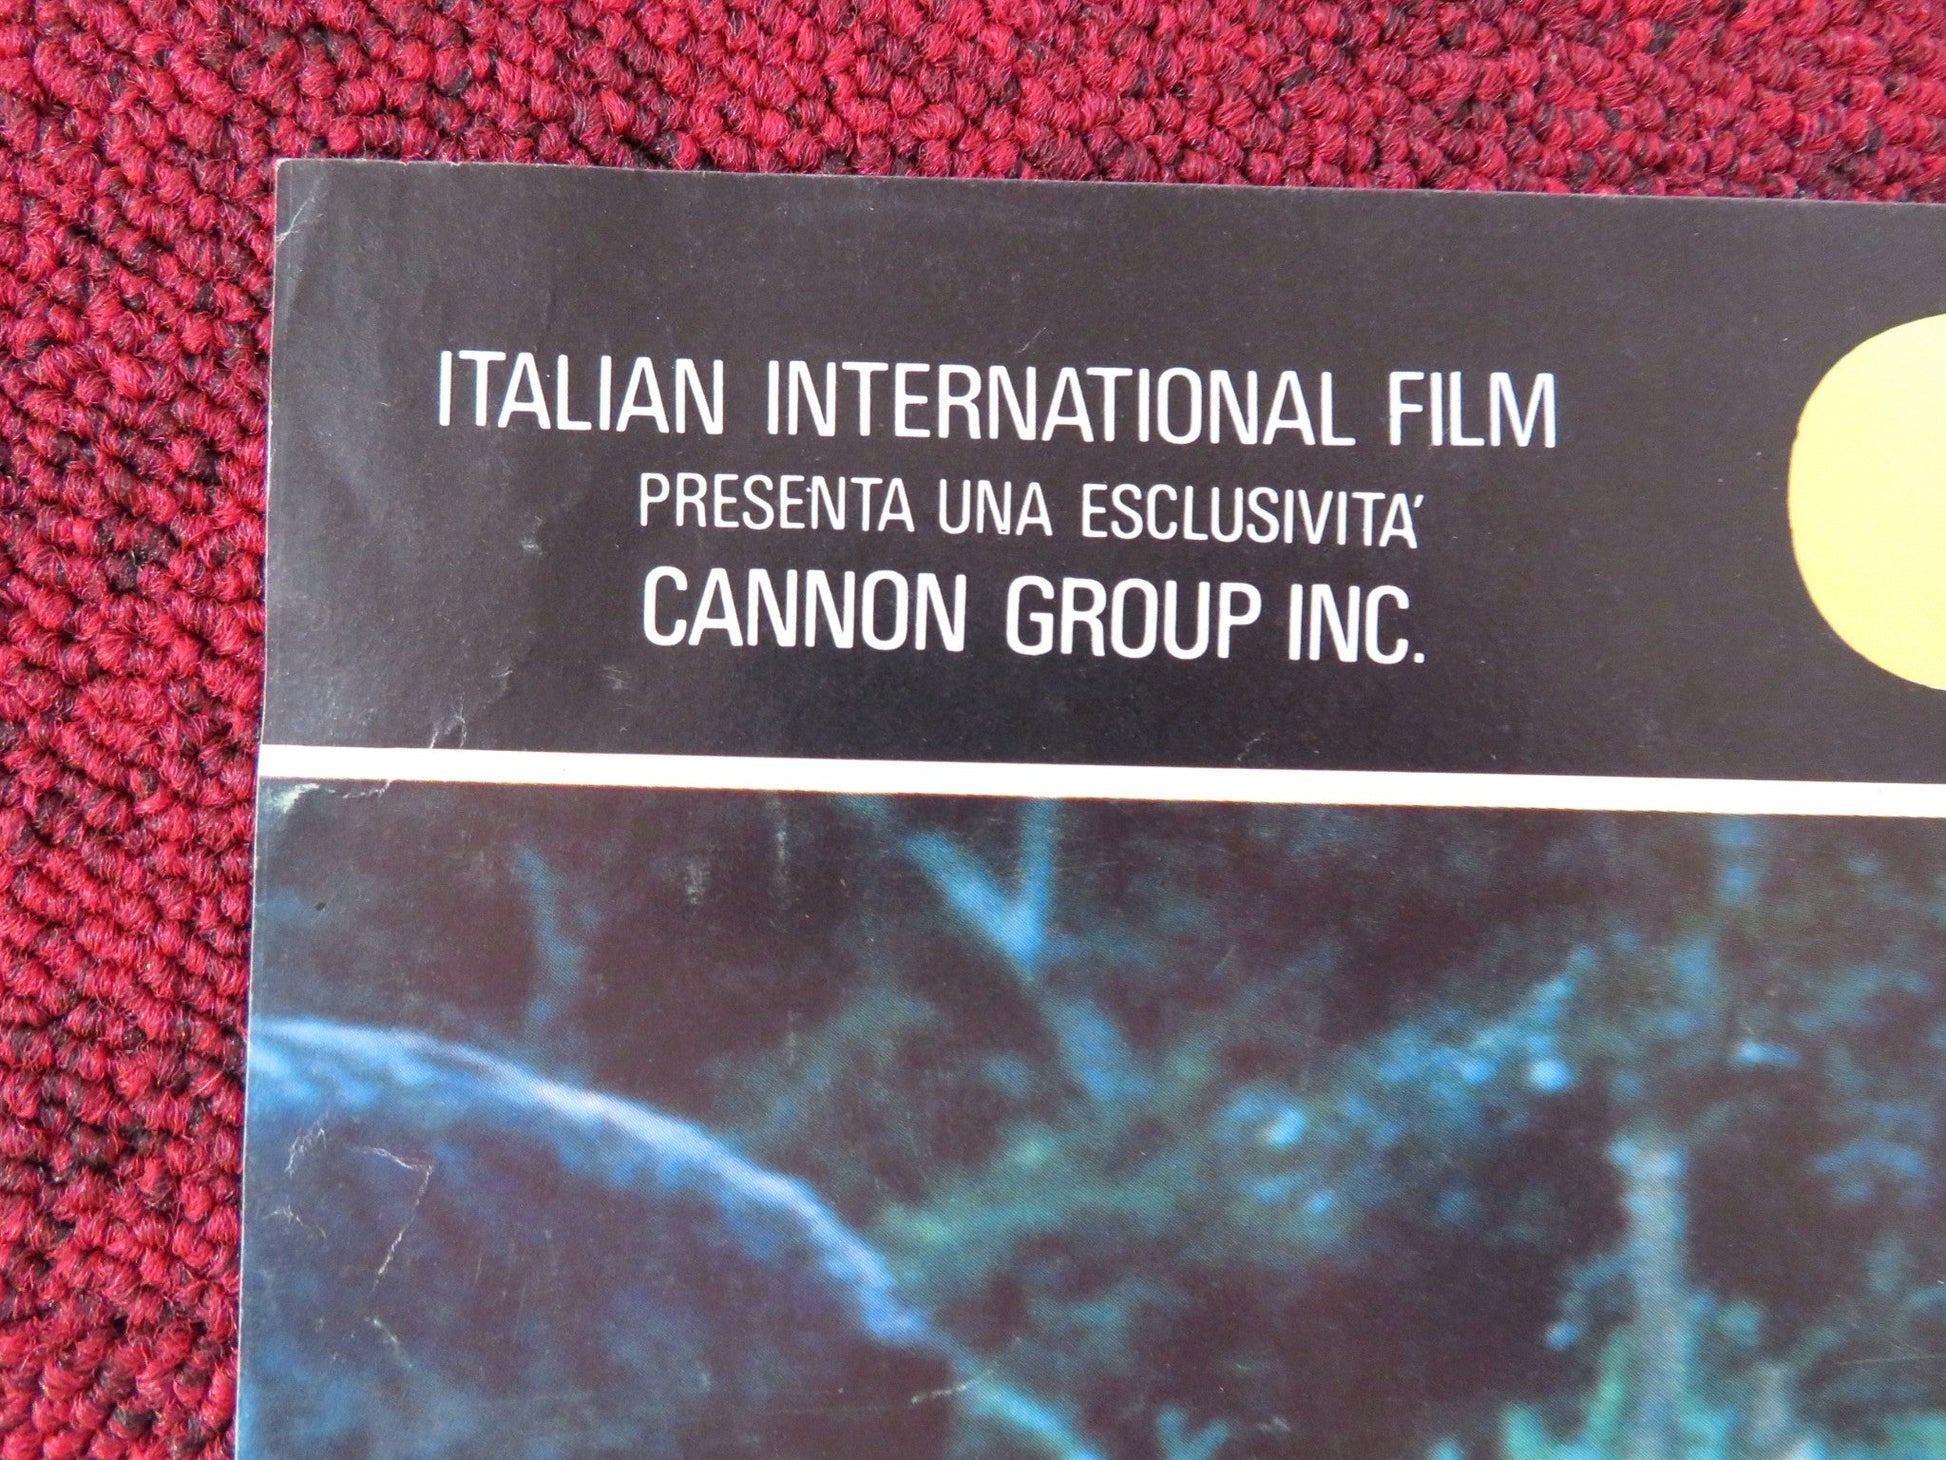 ITALIAN INTERNATIONAL FILM
PRESENTA UNA ESCLUSIVITA'
CANNON GROUP INC.